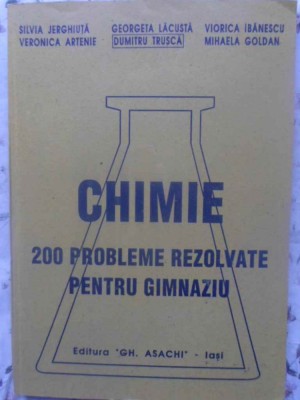 SILVIA JERGHIUȚĂ GEORGETA LĂCUSTĂ VIORICA IBĂNESCU
VERONICA ARTENIE DUMITRU TRUSCĂ MIHAELA GOLDAN
CHIMIE
200 PROBLEME REZOLVATE
PENTRU GIMNAZIU
Editura "GH. ASACHI" - Iași